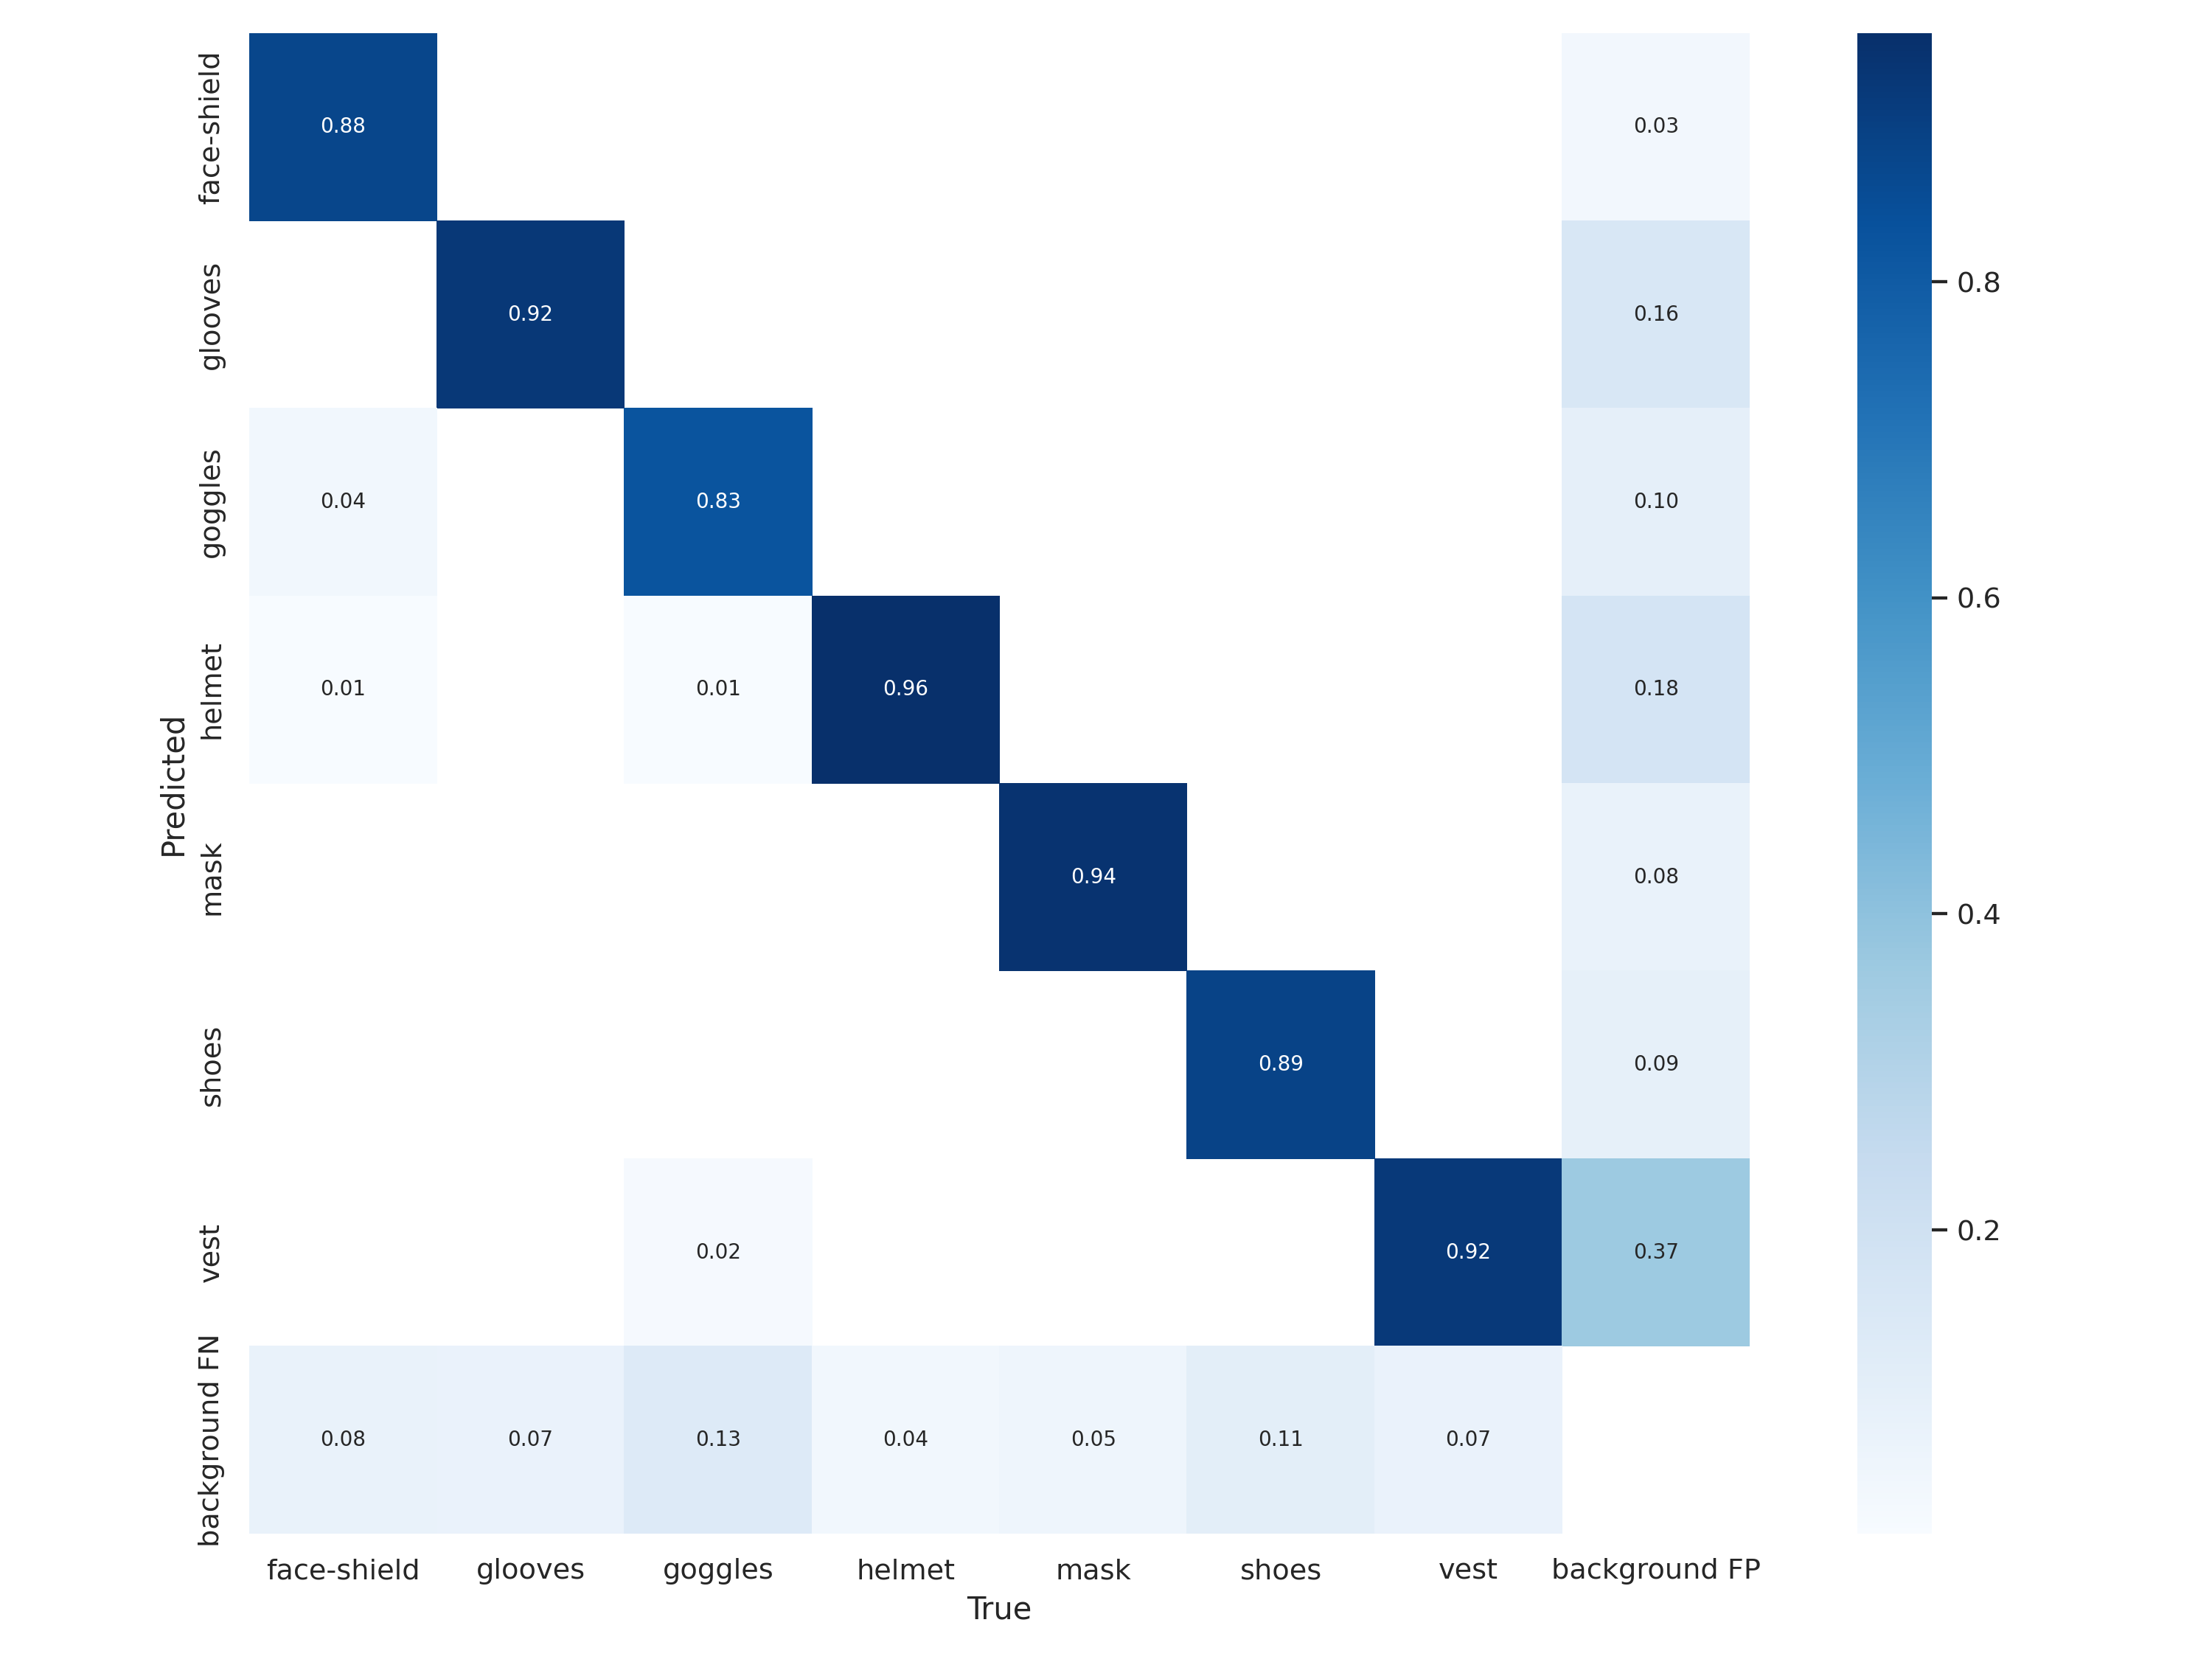 face-shield 0.88 0.03
glooves 0.92 0.16
0.8
goggles 0.04 0.83 0.10
0.6
helmet 0.01 0.01 0.96 0.18
Predicted
mask 0.94 0.08
0.4
shoes 0.89 0.09
vest 0.02 0.92 0.37
0.2
background FN 0.08 0.07 0.13 0.04 0.05 0.11 0.07
face-shield glooves goggles helmet mask shoes vest background FP
True